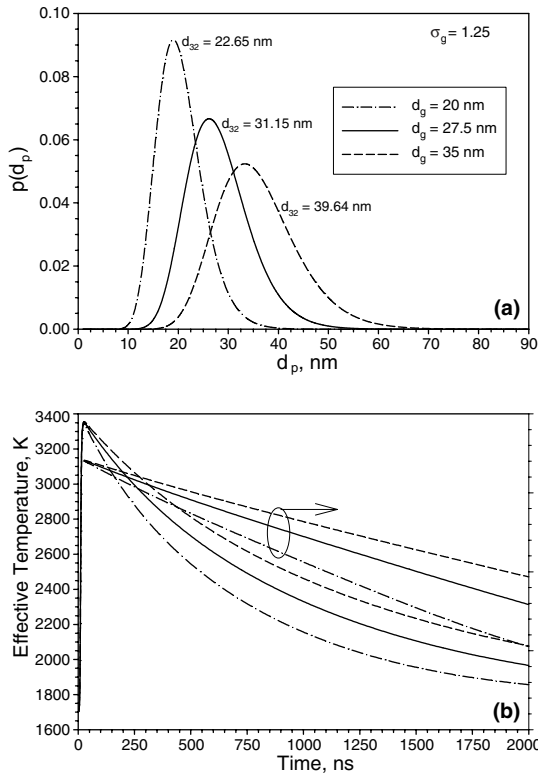 0.10
0.08
0.06
0.04
0.02
0.00
p(dp)
σg = 1.25
d32 = 22.65 nm
dg = 20 nm
dg = 27.5 nm
dg = 35 nm
d32 = 31.15 nm
d32 = 39.64 nm
(a)
0 10 20 30 40 50 60 70 80 90
dp, nm
3400
3200
3000
2800
2600
2400
2200
2000
1800
1600
Effective Temperature, K
(b)
0 250 500 750 1000 1250 1500 1750 2000
Time, ns